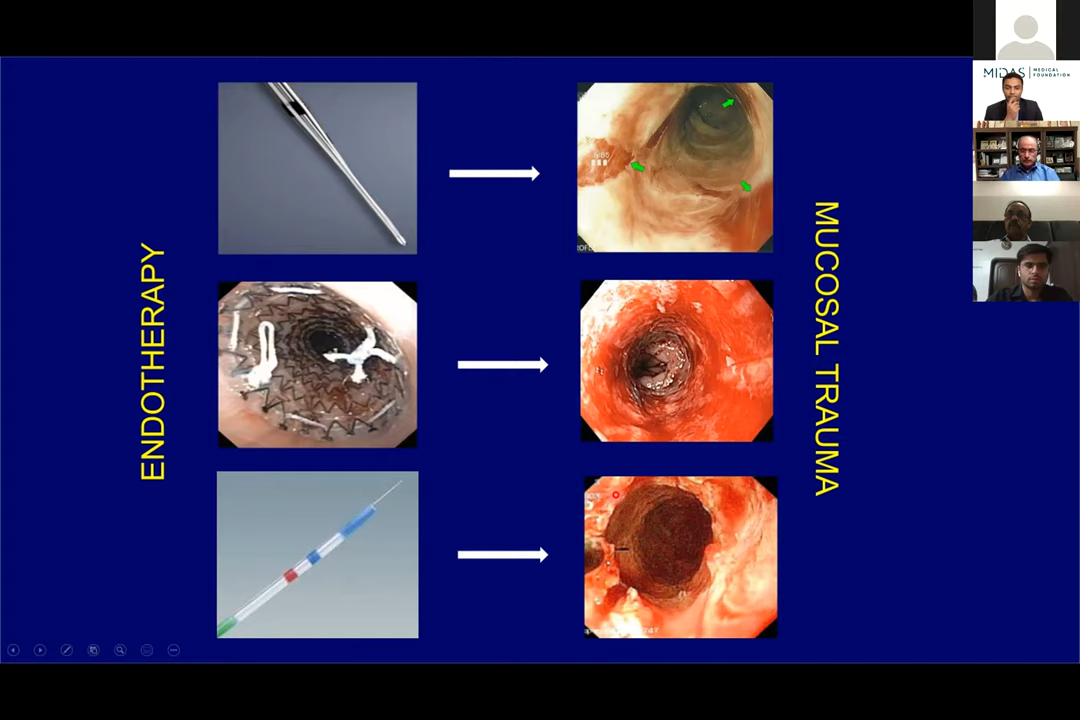 ENDOTHERAPY
MUCOSAL TRAUMA
MIDAS
MEDICAL
FOUNDATION